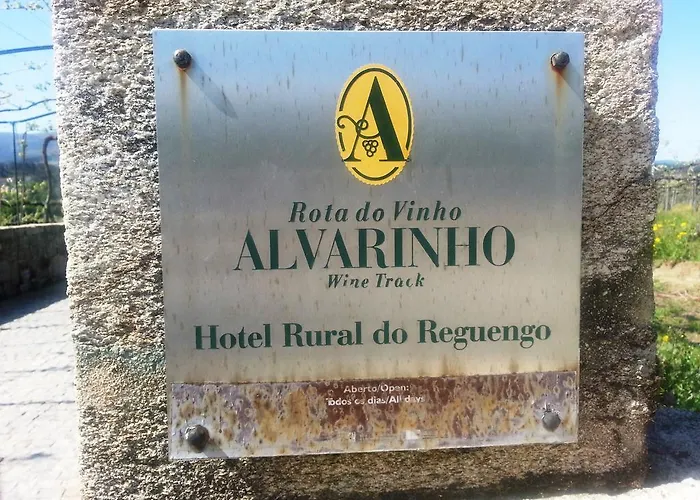 A
Rota do Vinho
ALVARINHO
Wine Track
Hotel Rural do Reguengo
Aberto/Open:
Todos os dias/All days